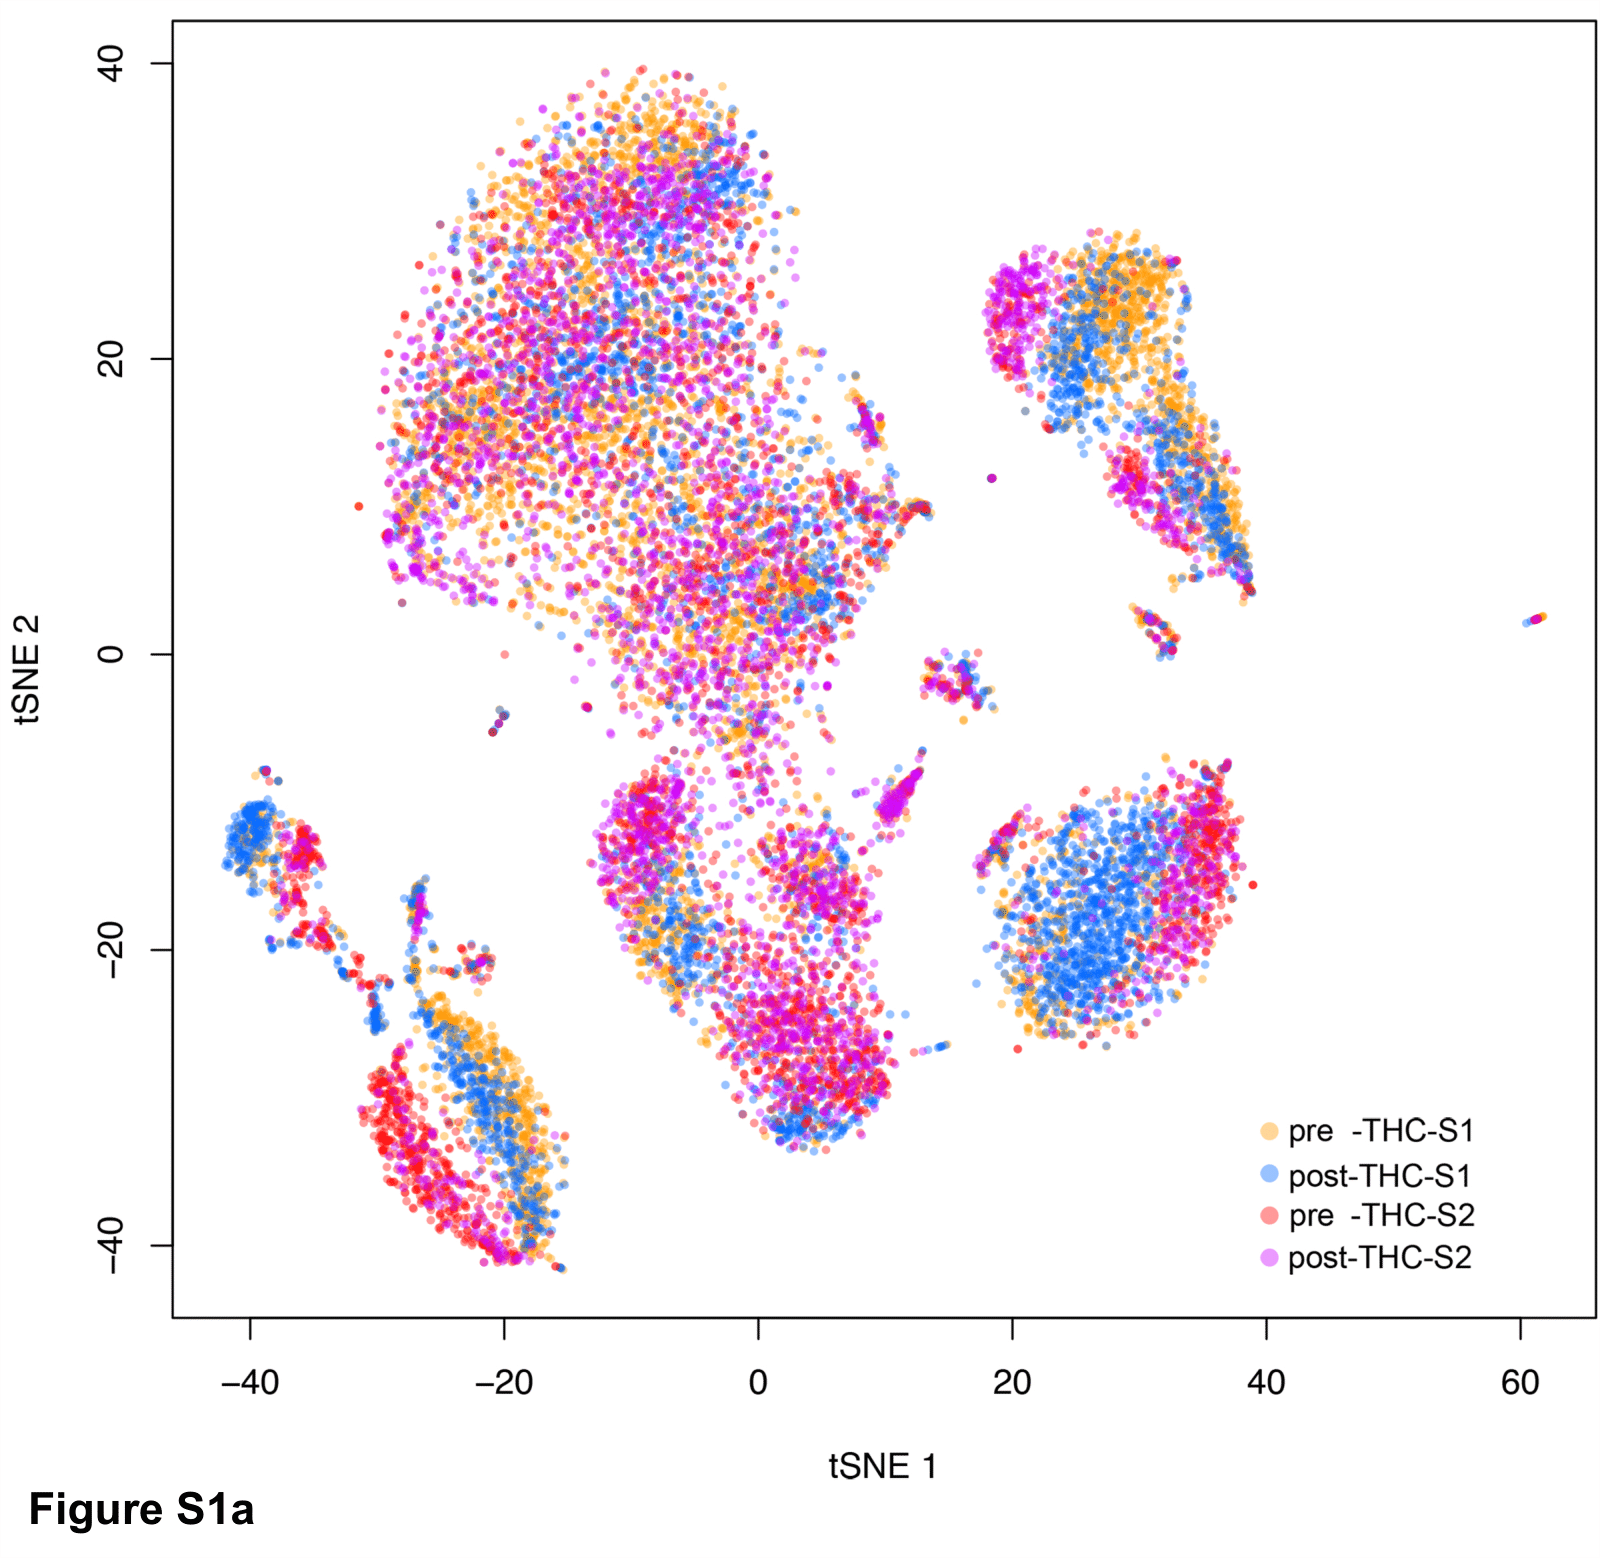 40
20
0
−20
−40
tSNE 2
pre -THC-S1
post-THC-S1
pre -THC-S2
post-THC-S2
−40 −20 0 20 40 60
tSNE 1
Figure S1a